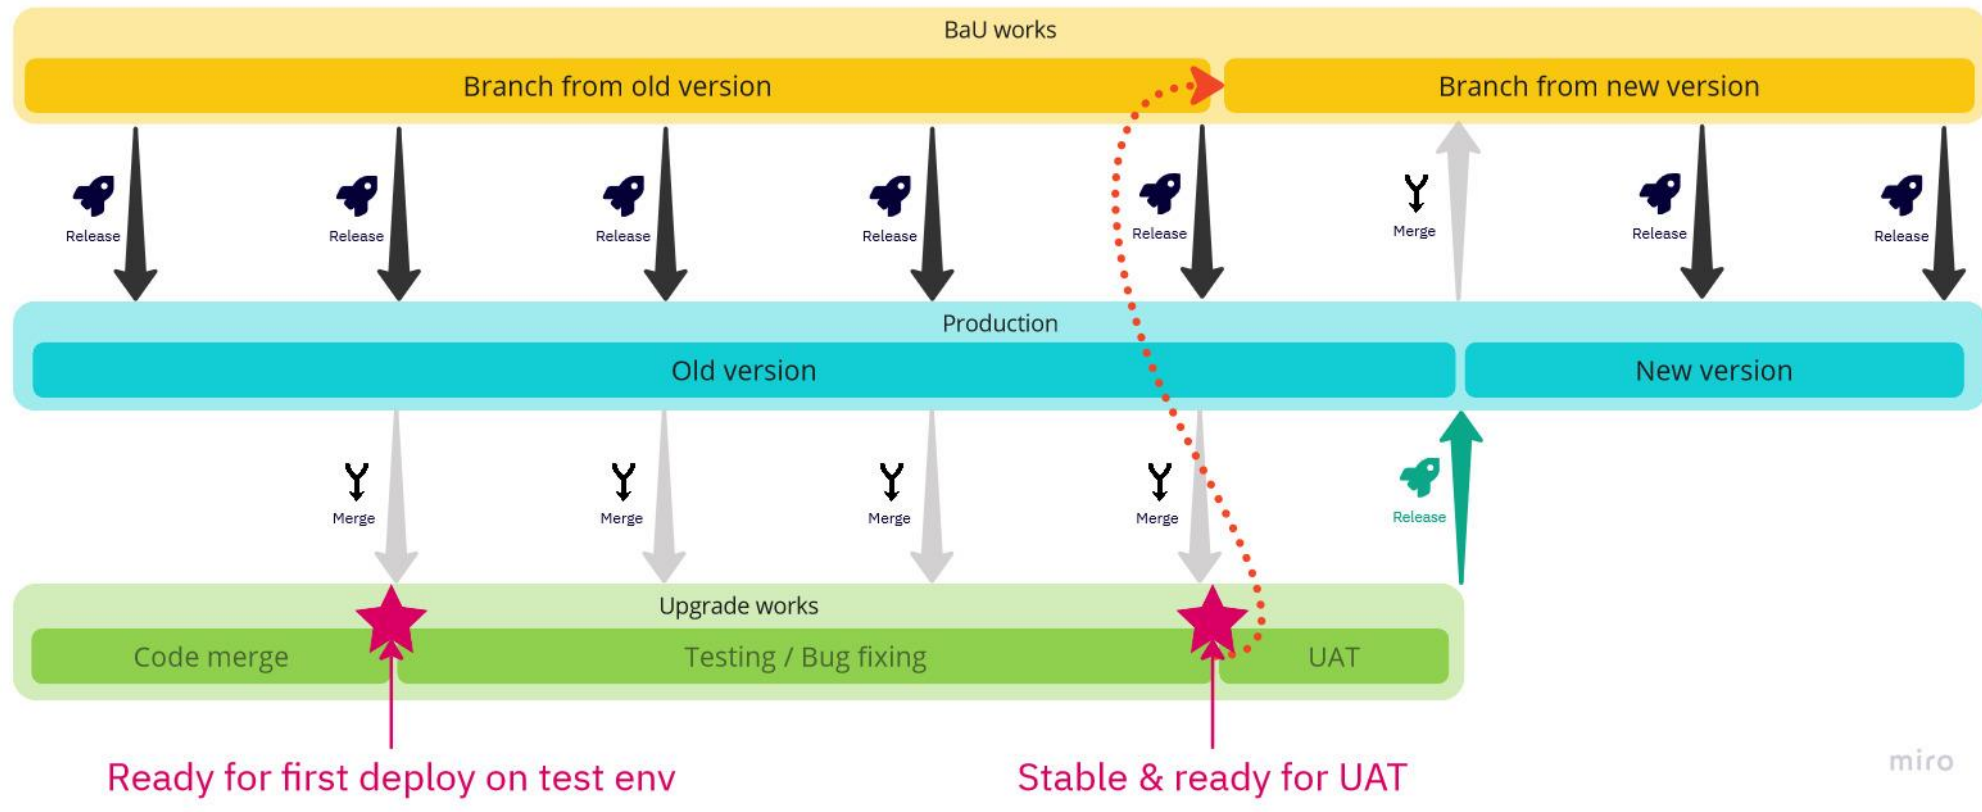 BaU works
Branch from old version
Branch from new version
Release
Release
Release
Release
Release
Merge
Release
Release
Production
Old version
New version
Merge
Merge
Merge
Merge
Release
Upgrade works
Code merge
Testing / Bug fixing
UAT
Ready for first deploy on test env
Stable & ready for UAT
miro